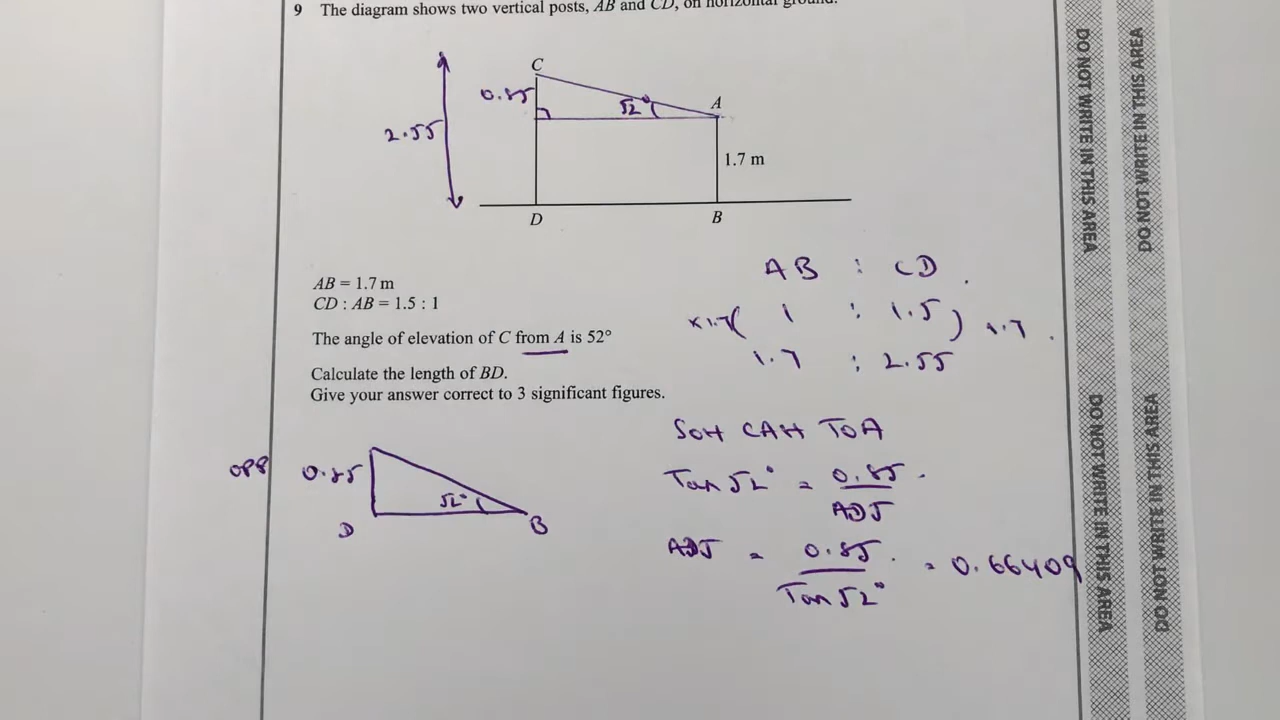 9 The diagram shows two vertical posts, AB and CD, on horizontal ground.
C
0.85
52°
A
2.55
1.7 m
D
B
AB : CD
AB = 1.7 m
CD : AB = 1.5 : 1
×1.7( 1 : 1.5 ) ×1.7
The angle of elevation of C from A is 52°
1.7 : 2.55
Calculate the length of BD.
Give your answer correct to 3 significant figures.
SOH CAH TOA
OPP 0.85
52°
D
B
Tan 52° = 0.85
ADJ
ADJ = 0.85 = 0.66409
Tan 52°
DO NOT WRITE IN THIS AREA
DO NOT WRITE IN THIS AREA
DO NOT WRITE IN THIS AREA
DO NOT WRITE IN THIS AREA